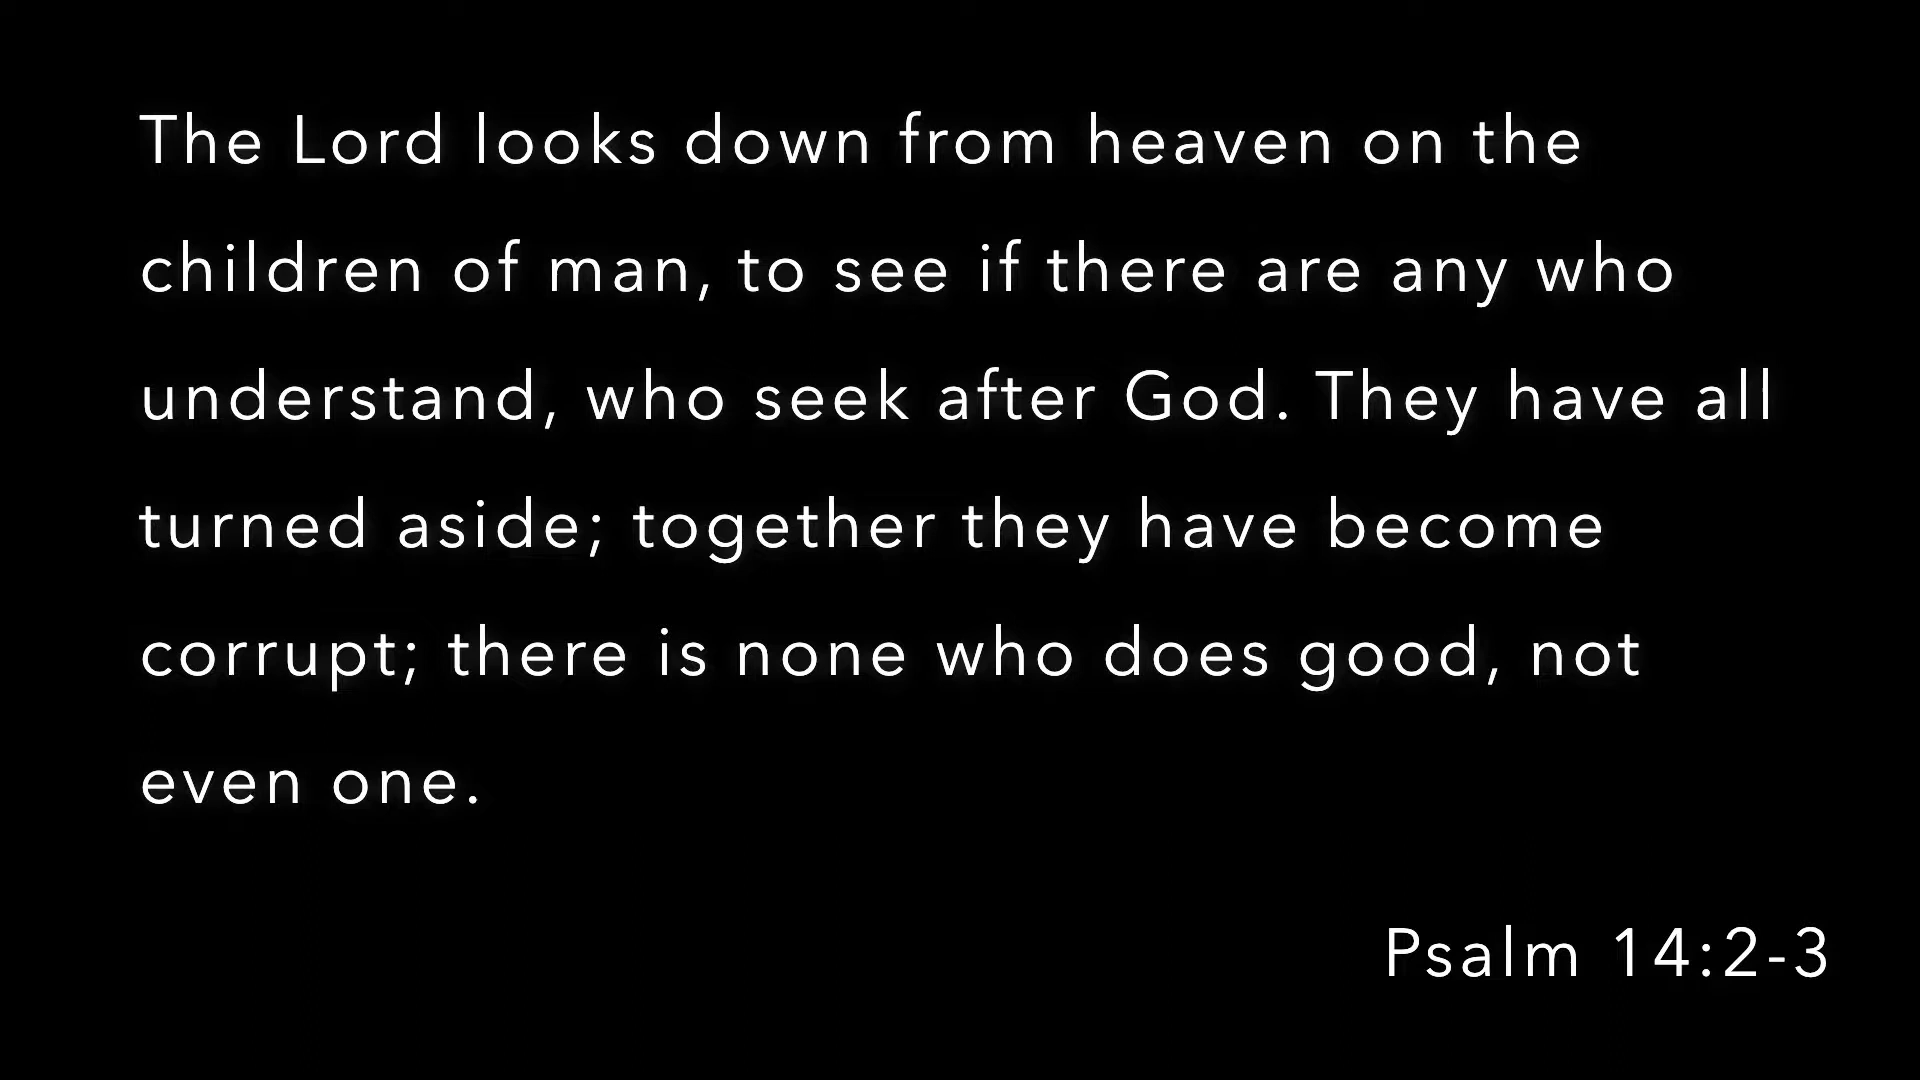 The Lord looks down from heaven on the
children of man, to see if there are any who
understand, who seek after God. They have all
turned aside; together they have become
corrupt; there is none who does good, not
even one.
Psalm 14:2-3